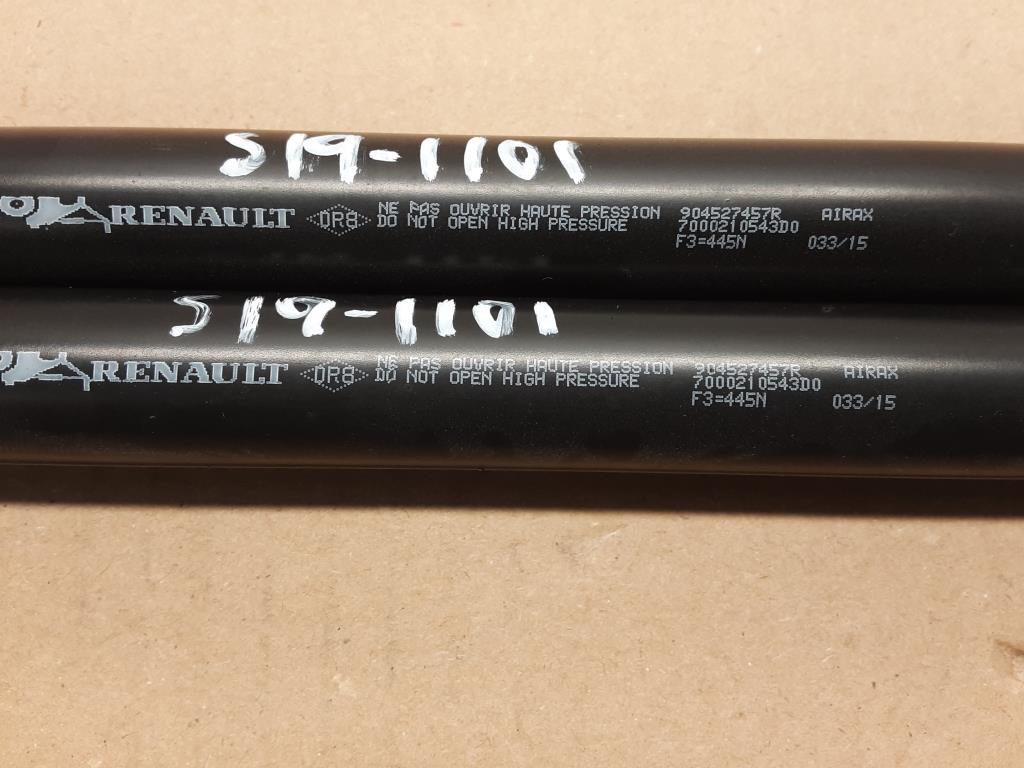 S19-1101
RENAULT DR8 NE PAS OUVRIR HAUTE PRESSION 904527457R AIRAX
DO NOT OPEN HIGH PRESSURE 7000210543D0
F3=445N 033/15
S19-1101
RENAULT DR8 NE PAS OUVRIR HAUTE PRESSION 904527457R AIRAX
DO NOT OPEN HIGH PRESSURE 7000210543D0
F3=445N 033/15